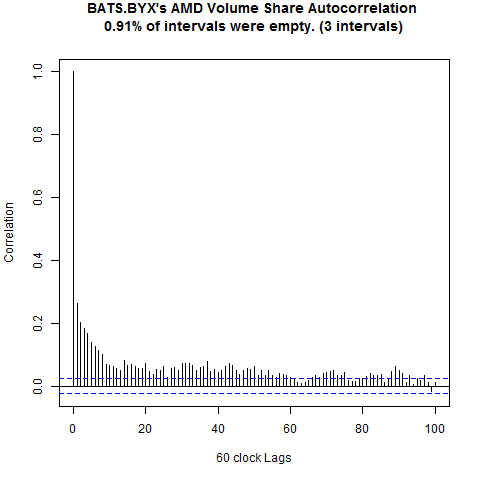 BATS.BYX's AMD Volume Share Autocorrelation
0.91% of intervals were empty. (3 intervals)
Correlation
1.0
0.8
0.6
0.4
0.2
0.0
0 20 40 60 80 100
60 clock Lags